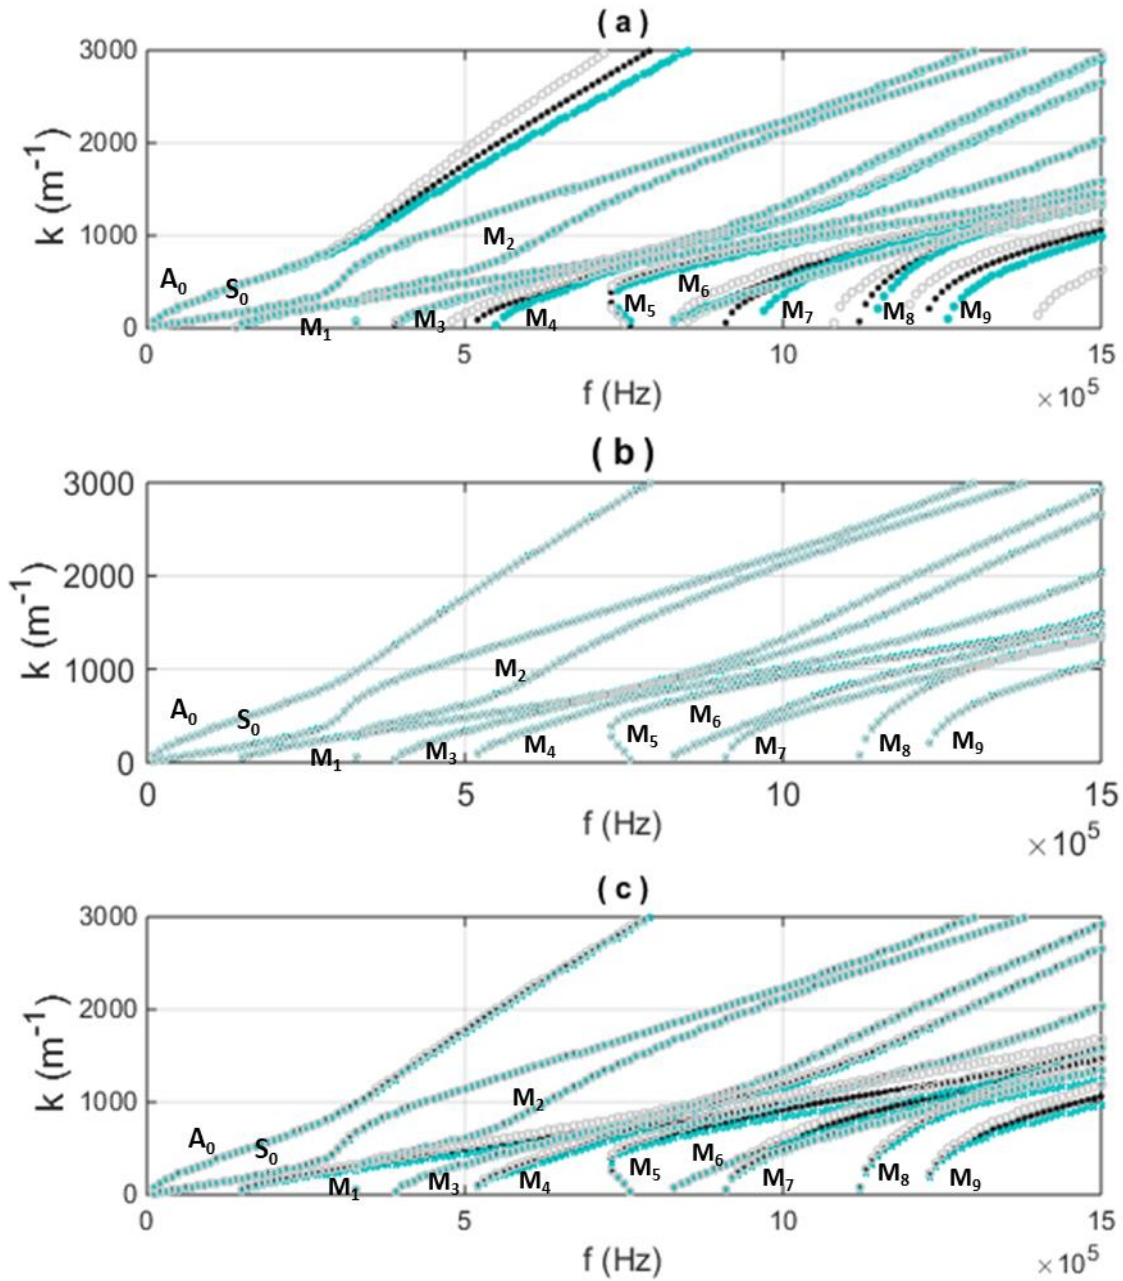 ( a )
3000
2000
1000
0
k (m⁻¹)
A₀
S₀
M₁
M₂
M₃
M₄
M₅
M₆
M₇
M₈
M₉
0 5 10 15
f (Hz)
×10⁵
( b )
3000
2000
1000
0
k (m⁻¹)
A₀
S₀
M₁
M₂
M₃
M₄
M₅
M₆
M₇
M₈
M₉
0 5 10 15
f (Hz)
×10⁵
( c )
3000
2000
1000
0
k (m⁻¹)
A₀
S₀
M₁
M₂
M₃
M₄
M₅
M₆
M₇
M₈
M₉
0 5 10 15
f (Hz)
×10⁵